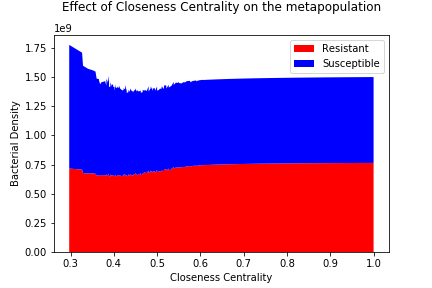 Effect of Closeness Centrality on the metapopulation
1e9
1.75
1.50
1.25
1.00
0.75
0.50
0.25
0.00
Bacterial Density
Resistant
Susceptible
0.3 0.4 0.5 0.6 0.7 0.8 0.9 1.0
Closeness Centrality